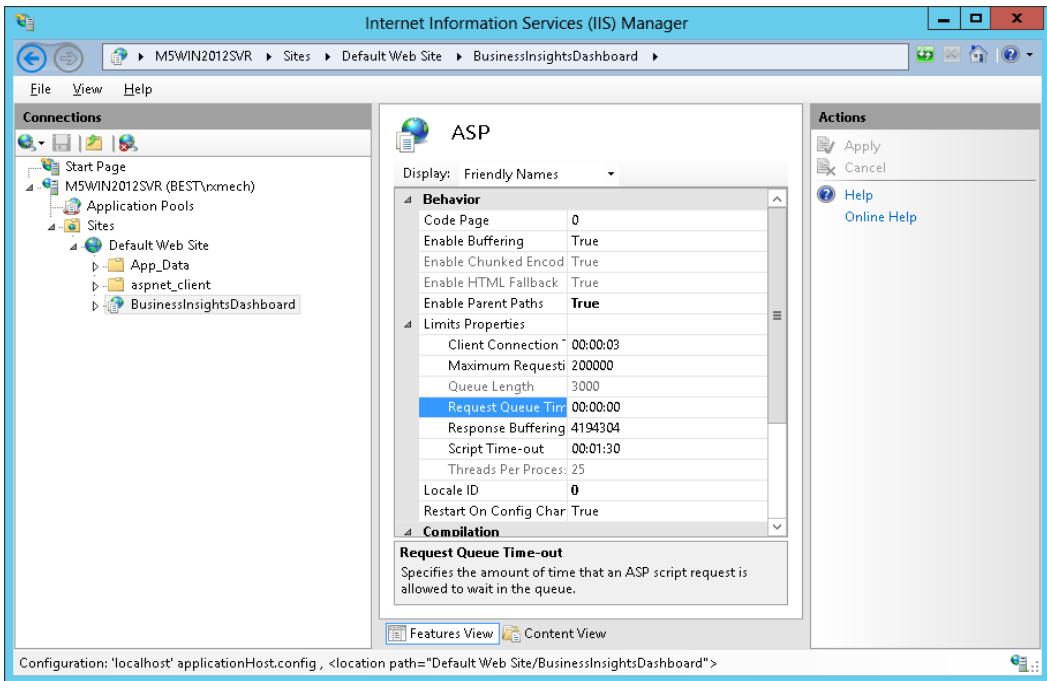 Internet Information Services (IIS) Manager
M5WIN2012SVR Sites Default Web Site BusinessInsightsDashboard
File View Help
Connections
Start Page
M5WIN2012SVR (BEST\rxmech)
Application Pools
Sites
Default Web Site
App_Data
aspnet_client
BusinessInsightsDashboard
ASP
Display: Friendly Names
Behavior
Code Page 0
Enable Buffering True
Enable Chunked Encod True
Enable HTML Fallback True
Enable Parent Paths True
Limits Properties
Client Connection T 00:00:03
Maximum Requesti 200000
Queue Length 3000
Request Queue Tim 00:00:00
Response Buffering 4194304
Script Time-out 00:01:30
Threads Per Proces: 25
Locale ID 0
Restart On Config Char True
Compilation
Request Queue Time-out
Specifies the amount of time that an ASP script request is
allowed to wait in the queue.
Features View Content View
Actions
Apply
Cancel
Help
Online Help
Configuration: 'localhost' applicationHost.config , <location path="Default Web Site/BusinessInsightsDashboard">